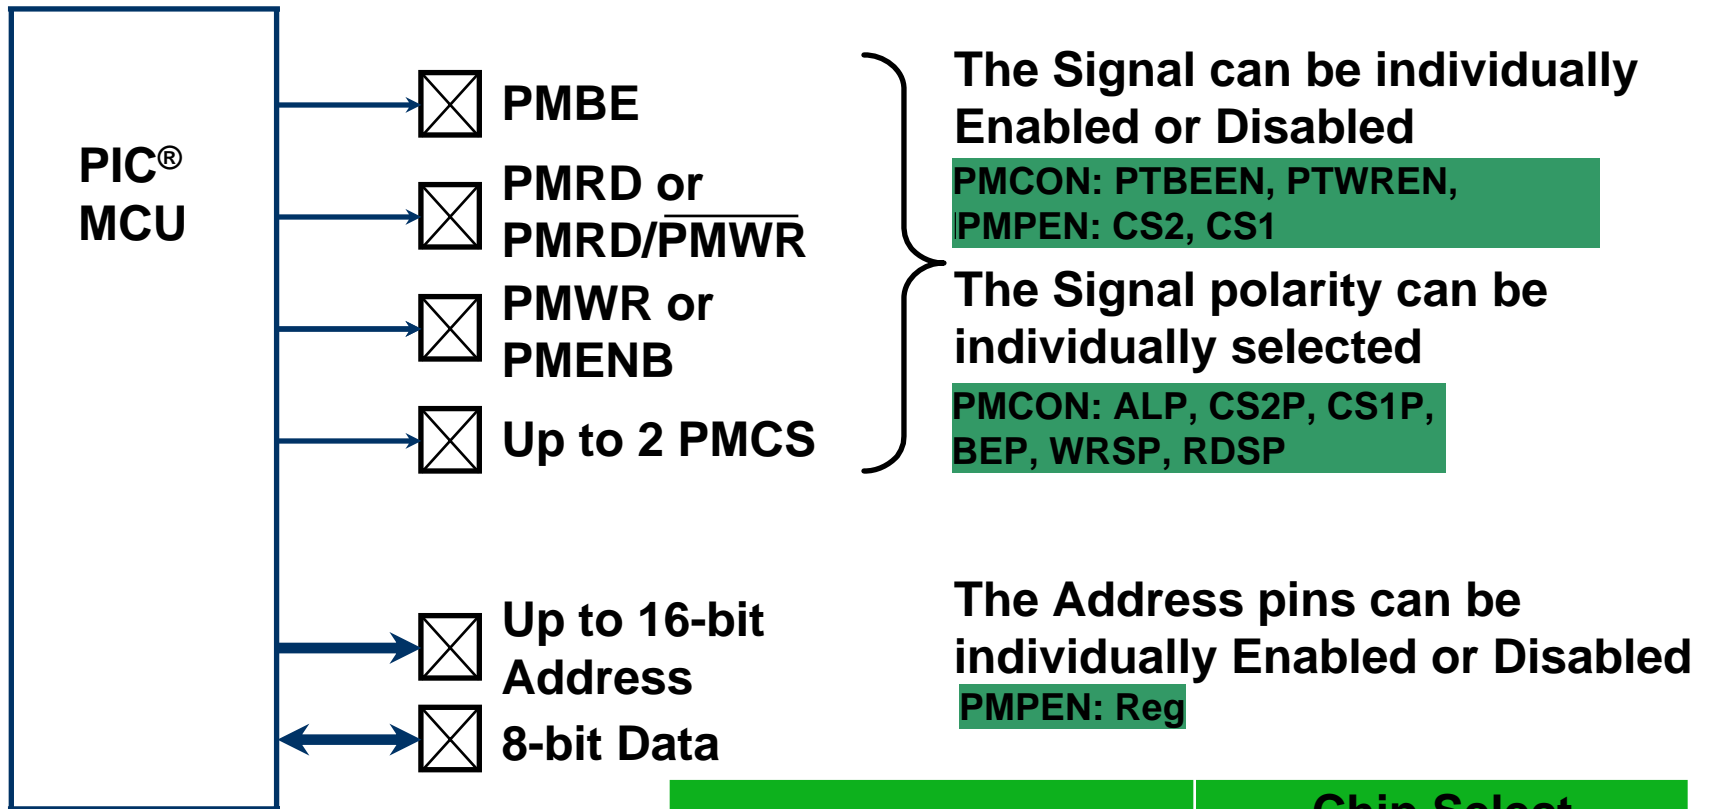 PIC®
MCU
PMBE
PMRD or
PMRD/PMWR
PMWR or
PMENB
Up to 2 PMCS
The Signal can be individually
Enabled or Disabled
PMCON: PTBEEN, PTWREN,
PMPEN: CS2, CS1
The Signal polarity can be
individually selected
PMCON: ALP, CS2P, CS1P,
BEP, WRSP, RDSP
Up to 16-bit
Address
8-bit Data
The Address pins can be
individually Enabled or Disabled
PMPEN: Reg
Chip Select